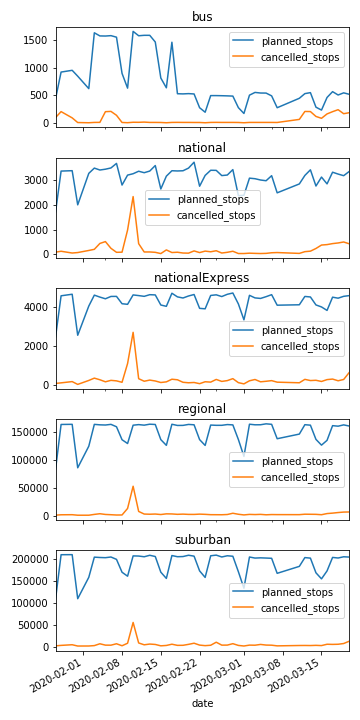 bus
1500
1000
500
0
planned_stops
cancelled_stops
national
3000
2000
1000
0
planned_stops
cancelled_stops
nationalExpress
4000
2000
0
planned_stops
cancelled_stops
regional
150000
100000
50000
0
planned_stops
cancelled_stops
suburban
200000
150000
100000
50000
0
planned_stops
cancelled_stops
2020-02-01
2020-02-08
2020-02-15
2020-02-22
2020-03-01
2020-03-08
2020-03-15
date